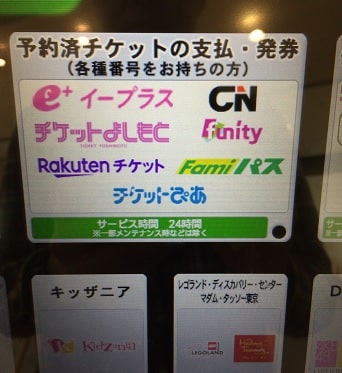 予約済チケットの支払・発券
(各種番号をお持ちの方)
e+ イープラス CN
チケットよしもと finity
TICKET YOSHIMOTO
Rakuten チケット Famiパス
チケットぴあ
サービス時間 24時間
※一部メンテナンス時などは除く
キッザニア
KidZania
レゴランド・ディスカバリー・センター
マダム・タッソー東京
LEGOLAND
D